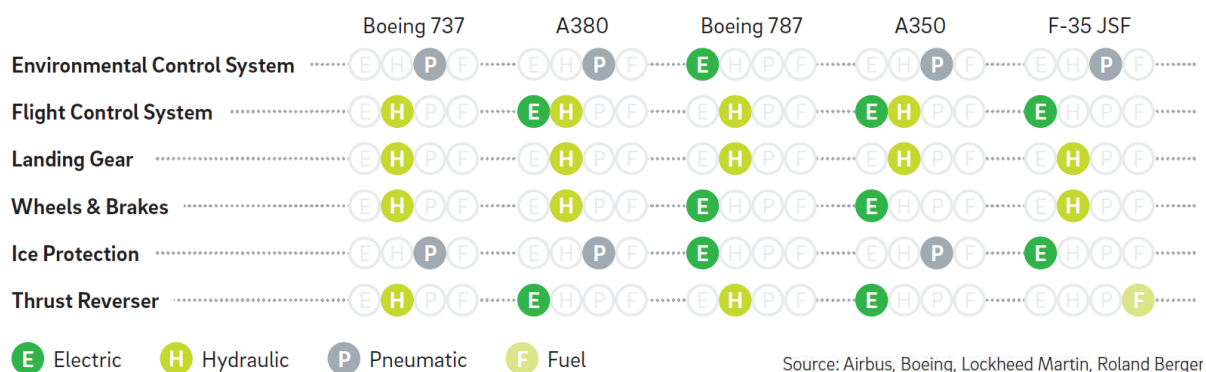 Boeing 737 A380 Boeing 787 A350 F-35 JSF
Environmental Control System E H P F E H P F E H P F E H P F E H P F
Flight Control System E H P F E H P F E H P F E H P F E H P F
Landing Gear E H P F E H P F E H P F E H P F E H P F
Wheels & Brakes E H P F E H P F E H P F E H P F E H P F
Ice Protection E H P F E H P F E H P F E H P F E H P F
Thrust Reverser E H P F E H P F E H P F E H P F E H P F
E Electric H Hydraulic P Pneumatic F Fuel Source: Airbus, Boeing, Lockheed Martin, Roland Berger